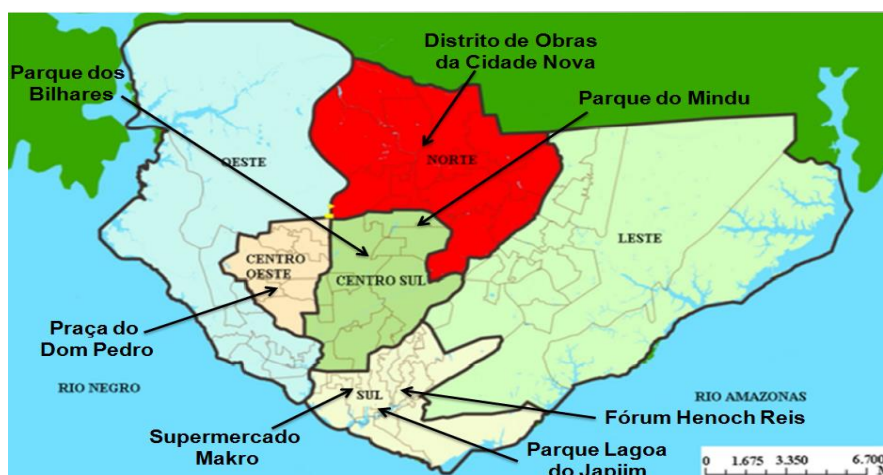 Distrito de Obras
da Cidade Nova
Parque dos
Bilhares
Parque do Mindu
OESTE
NORTE
LESTE
CENTRO
OESTE
CENTRO SUL
Praça do
Dom Pedro
RIO NEGRO
SUL
RIO AMAZONAS
Fórum Henoch Reis
Supermercado
Makro
Parque Lagoa
do Japiim
0 1.675 3.350 6.700